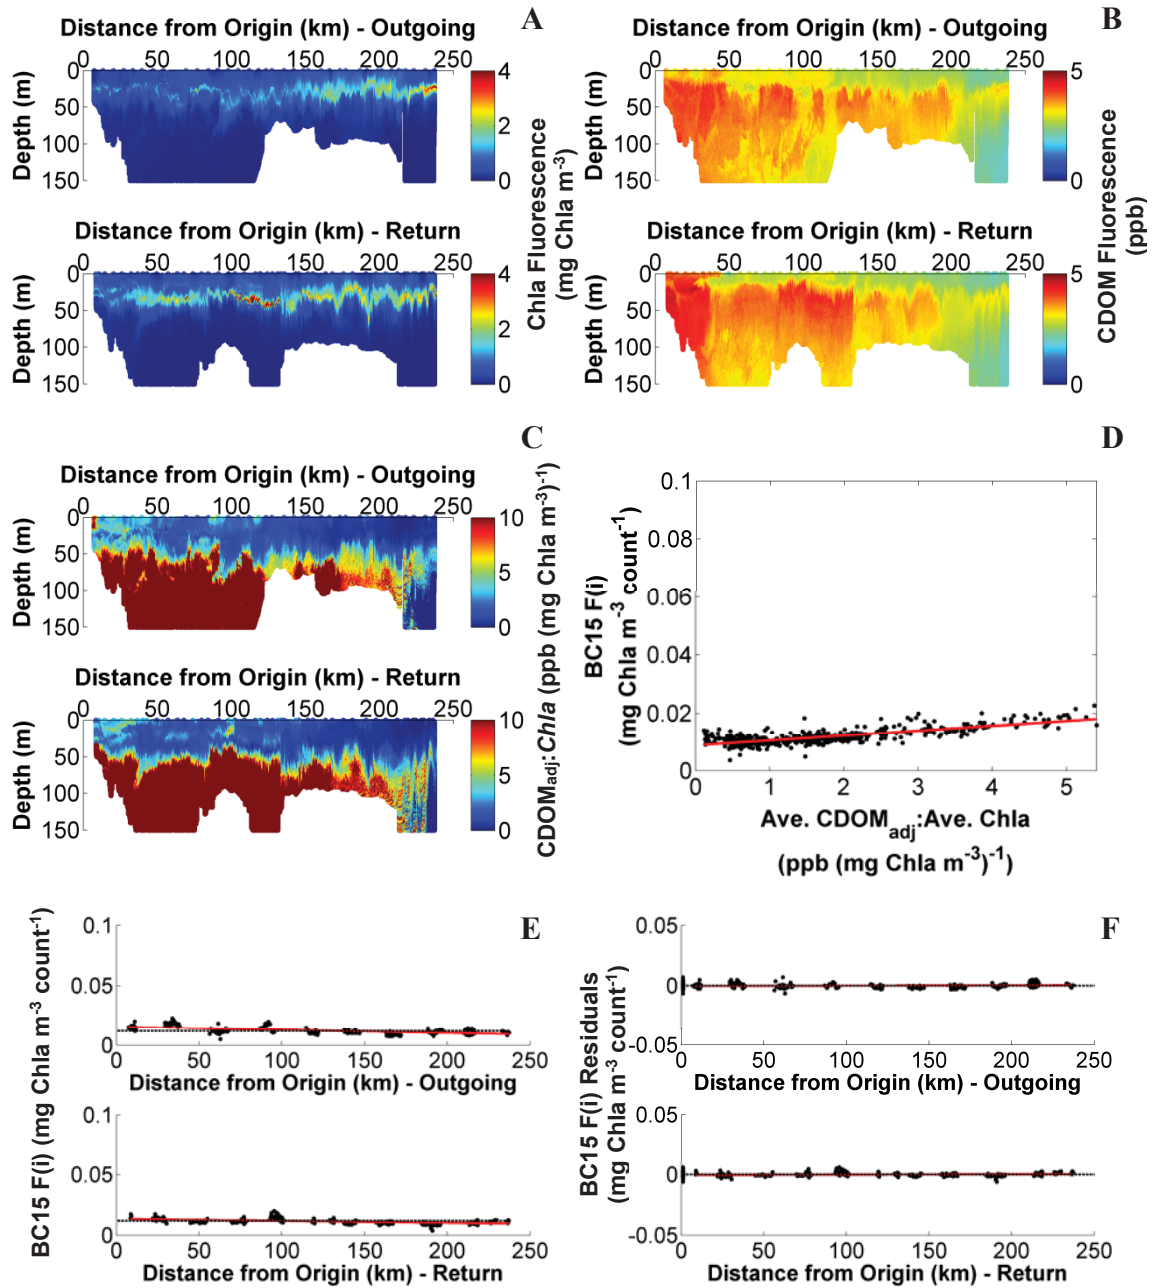 A
Distance from Origin (km) - Outgoing
0 50 100 150 200 250
0
50
100
150
Depth (m)
4
2
0
Distance from Origin (km) - Return
0 50 100 150 200 250
0
50
100
150
Depth (m)
4
2
0
Chla Fluorescence
(mg Chla m-3)
B
Distance from Origin (km) - Outgoing
0 50 100 150 200 250
0
50
100
150
Depth (m)
5
0
Distance from Origin (km) - Return
0 50 100 150 200 250
0
50
100
150
Depth (m)
5
0
CDOM Fluorescence
(ppb)
C
Distance from Origin (km) - Outgoing
0 50 100 150 200 250
0
50
100
150
Depth (m)
10
5
0
Distance from Origin (km) - Return
0 50 100 150 200 250
0
50
100
150
Depth (m)
10
5
0
CDOMadj:Chla (ppb (mg Chla m-3)-1)
D
0.1
0.08
0.06
0.04
0.02
0
BC15 F(i)
(mg Chla m-3 count-1)
0 1 2 3 4 5
Ave. CDOMadj:Ave. Chla
(ppb (mg Chla m-3)-1)
E
BC15 F(i) (mg Chla m-3 count-1)
0.1
0.05
0
0 50 100 150 200 250
Distance from Origin (km) - Outgoing
0.1
0.05
0
0 50 100 150 200 250
Distance from Origin (km) - Return
F
BC15 F(i) Residuals
(mg Chla m-3 count-1)
0.05
0
-0.05
0 50 100 150 200 250
Distance from Origin (km) - Outgoing
0.05
0
-0.05
0 50 100 150 200 250
Distance from Origin (km) - Return